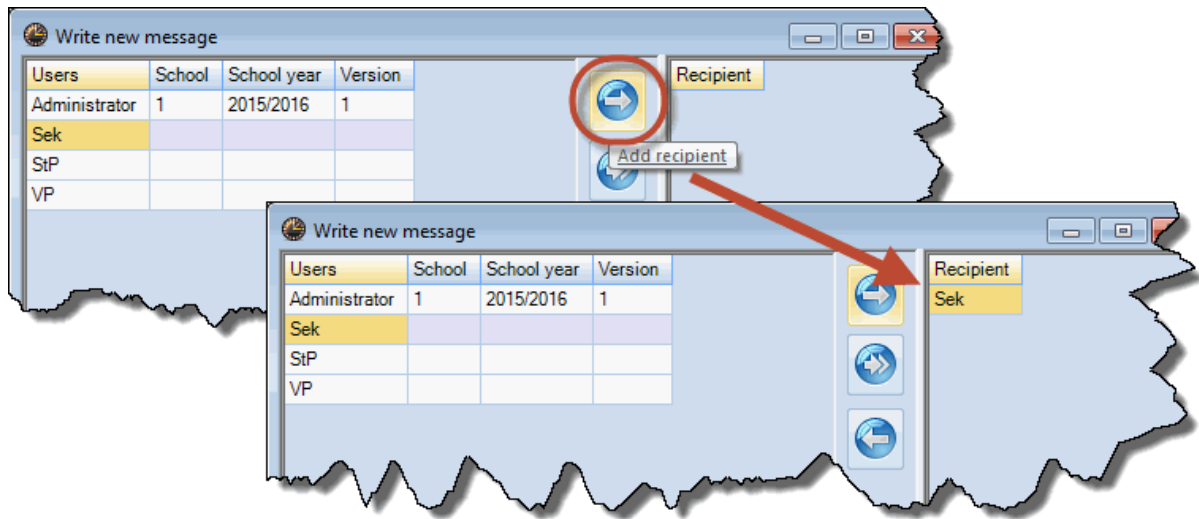 Write new message
Users School School year Version Recipient
Administrator 1 2015/2016 1
Sek
Add recipient
StP
VP
Write new message
Users School School year Version Recipient
Administrator 1 2015/2016 1 Sek
Sek
StP
VP